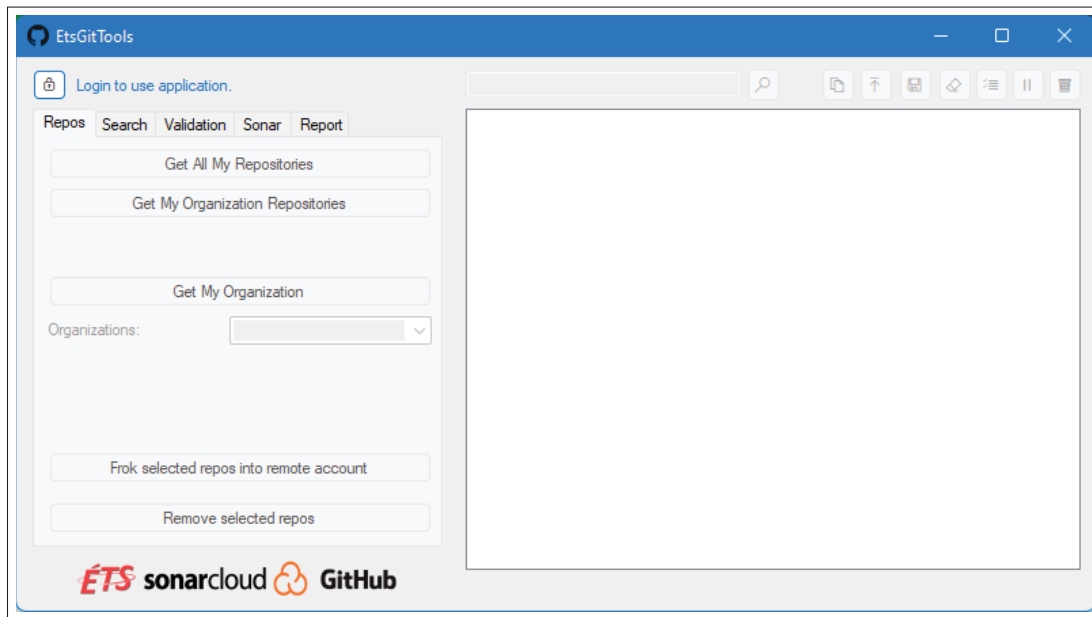 EtsGitTools
Login to use application.
Repos Search Validation Sonar Report
Get All My Repositories
Get My Organization Repositories
Get My Organization
Organizations:
Frok selected repos into remote account
Remove selected repos
ÉTS sonarcloud GitHub